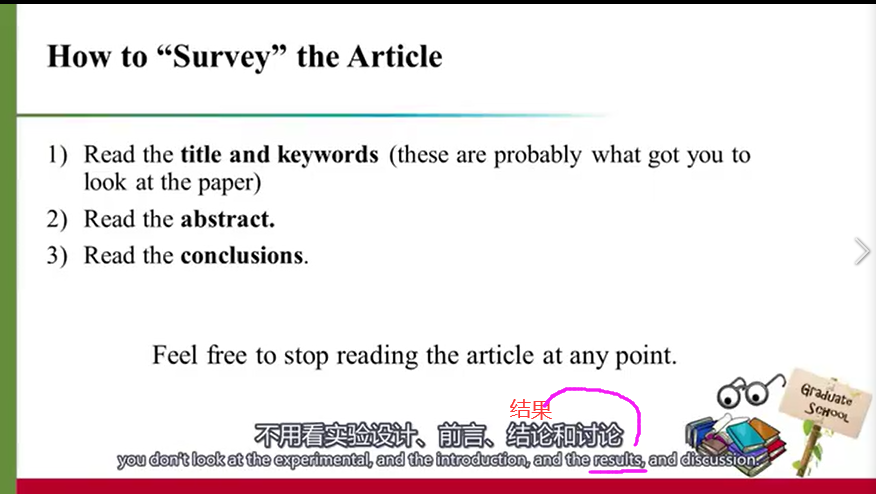 How to “Survey” the Article
1) Read the title and keywords (these are probably what got you to
look at the paper)
2) Read the abstract.
3) Read the conclusions.
Feel free to stop reading the article at any point.
Graduate
SCHOOL
结果
不用看实验设计、前言、结论和讨论
you don't look at the experimental, and the introduction, and the results, and discussion.